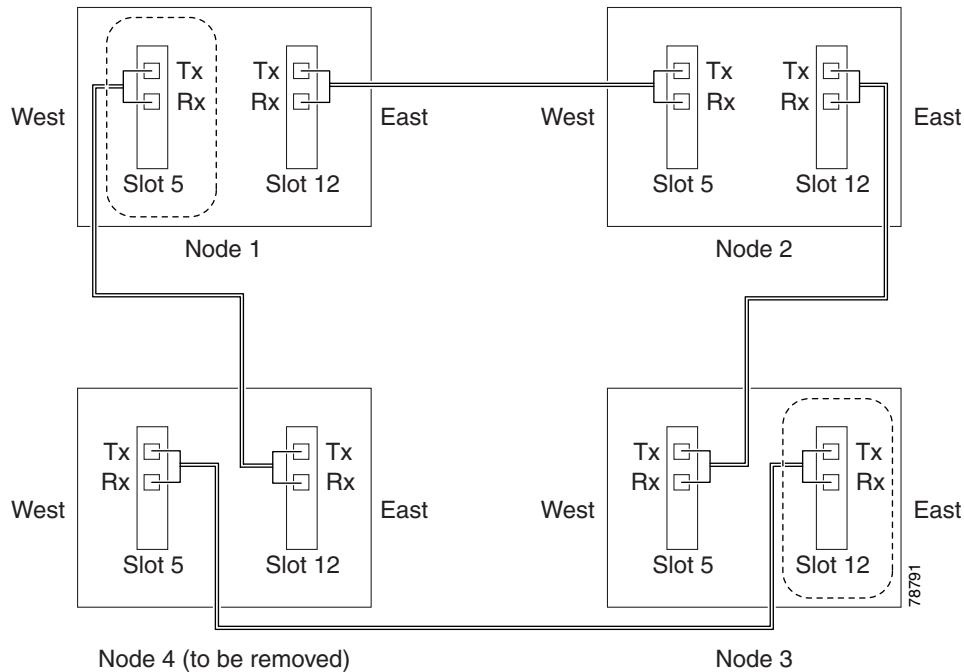 Tx Tx Tx Tx
Rx Rx Rx Rx
West East West East
Slot 5 Slot 12 Slot 5 Slot 12
Node 1 Node 2
Tx Tx Tx Tx
Rx Rx Rx Rx
West East West East
Slot 5 Slot 12 Slot 5 Slot 12
78791
Node 4 (to be removed) Node 3